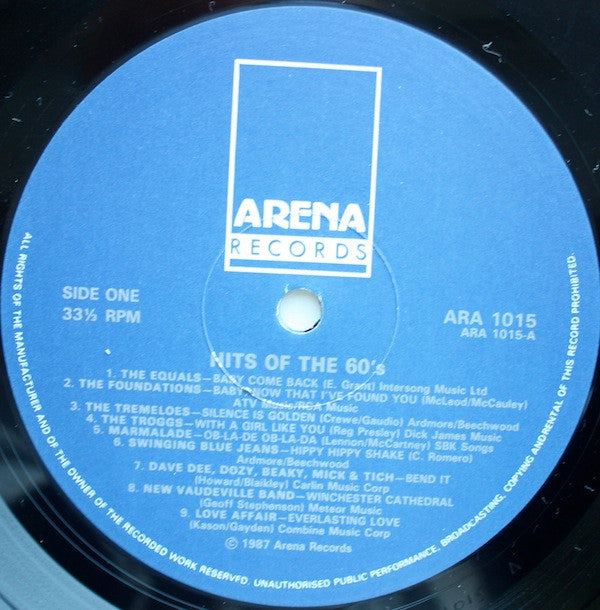 ARENA
RECORDS
SIDE ONE
33⅓ RPM
ARA 1015
ARA 1015-A
HITS OF THE 60's
1. THE EQUALS—BABY COME BACK (E. Grant) Intersong Music Ltd
2. THE FOUNDATIONS—BABY NOW THAT I'VE FOUND YOU (McLeod/McCauley)
ATV Music/RCA Music
3. THE TREMELOES—SILENCE IS GOLDEN (Crewe/Gaudio) Ardmore/Beechwood
4. THE TROGGS—WITH A GIRL LIKE YOU (Reg Presley) Dick James Music
5. MARMALADE—OB-LA-DE OB-LA-DA (Lennon/McCartney) SBK Songs
6. SWINGING BLUE JEANS—HIPPY HIPPY SHAKE (C. Romero)
Ardmore/Beechwood
7. DAVE DEE, DOZY, BEAKY, MICK & TICH—BEND IT
(Howard/Blaikley) Carlin Music Corp
8. NEW VAUDEVILLE BAND—WINCHESTER CATHEDRAL
(Geoff Stephenson) Meteor Music
9. LOVE AFFAIR—EVERLASTING LOVE
(Kason/Gayden) Combine Music Corp
© 1987 Arena Records
ALL RIGHTS OF THE MANUFACTURER AND OF THE OWNER OF THE RECORDED WORK RESERVED. UNAUTHORISED PUBLIC PERFORMANCE, BROADCASTING, COPYING ANDRENTAL OF THIS RECORD PROHIBITED.